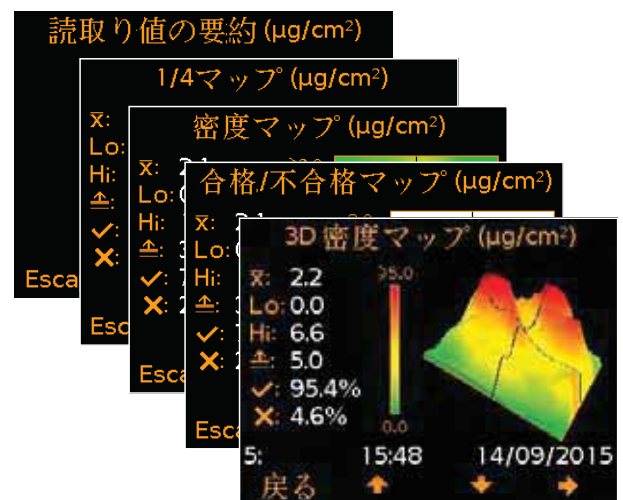 読取り値の要約 (µg/cm²)
Esca
1/4マップ (µg/cm²)
x̅:
Lo:
Hi:
Esc
密度マップ (µg/cm²)
x̅:
Lo:
Hi:
Esca
合格/不合格マップ (µg/cm²)
x̅:
Lo:
Hi:
Esc
3D 密度マップ (µg/cm²)
x̅: 2.2
Lo: 0.0
Hi: 6.6
5.0
95.4%
4.6%
>5.0
0.0
5: 15:48 14/09/2015
戻る